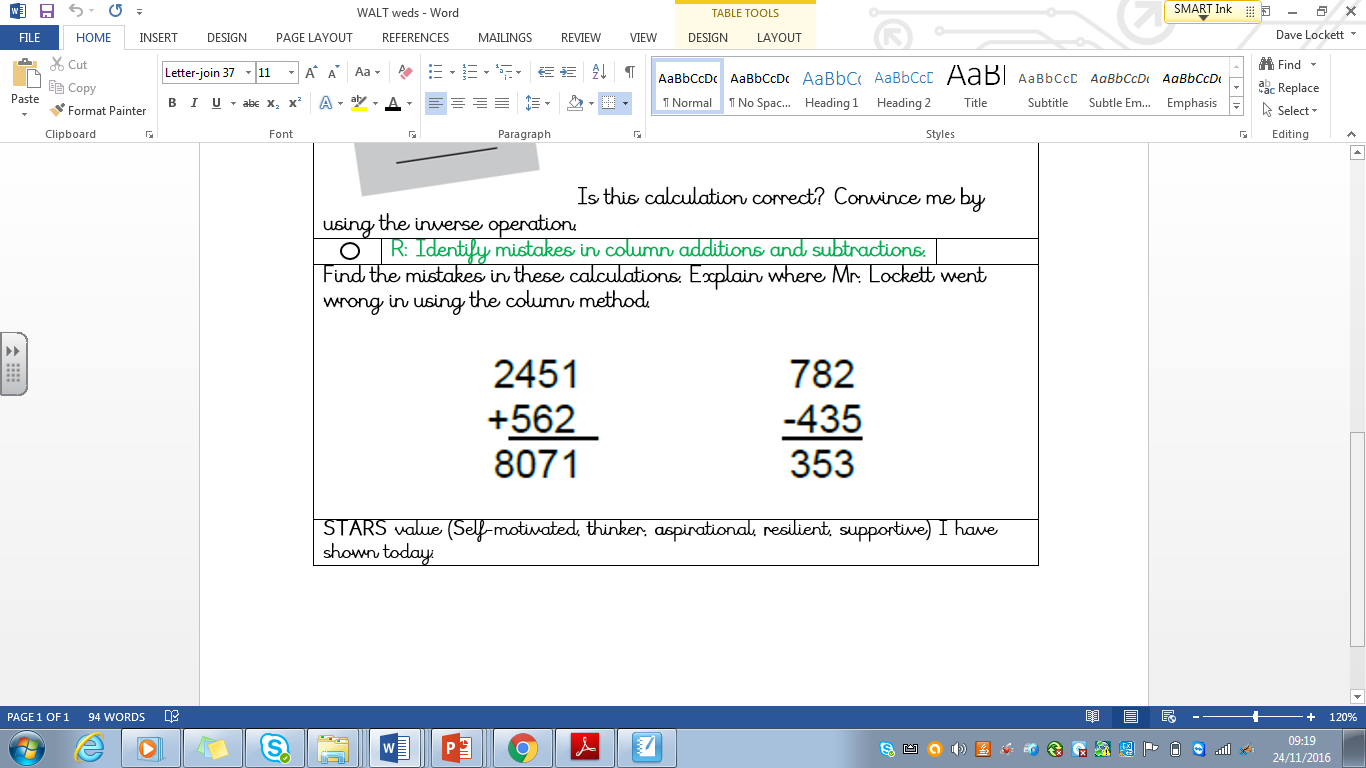 WALT weds - Word
TABLE TOOLS
SMART Ink
FILE HOME INSERT DESIGN PAGE LAYOUT REFERENCES MAILINGS REVIEW VIEW DESIGN LAYOUT Dave Lockett
Paste
Cut
Copy
Format Painter
Clipboard
Letter-join 37 11
Font
Paragraph
AaBbCcDc AaBbCcDc AaBbCc AaBbCcD AaBl AaBbCcD AaBbCcDc AaBbCcDc
¶ Normal ¶ No Spac... Heading 1 Heading 2 Title Subtitle Subtle Em... Emphasis
Styles
Find
Replace
Select
Editing
Is this calculation correct? Convince me by
using the inverse operation.
R: Identify mistakes in column additions and subtractions.
Find the mistakes in these calculations. Explain where Mr. Lockett went
wrong in using the column method.
2451
+562
8071
782
-435
353
STARS value (Self-motivated, thinker, aspirational, resilient, supportive) I have
shown today:
PAGE 1 OF 1 94 WORDS 120%
09:19
24/11/2016